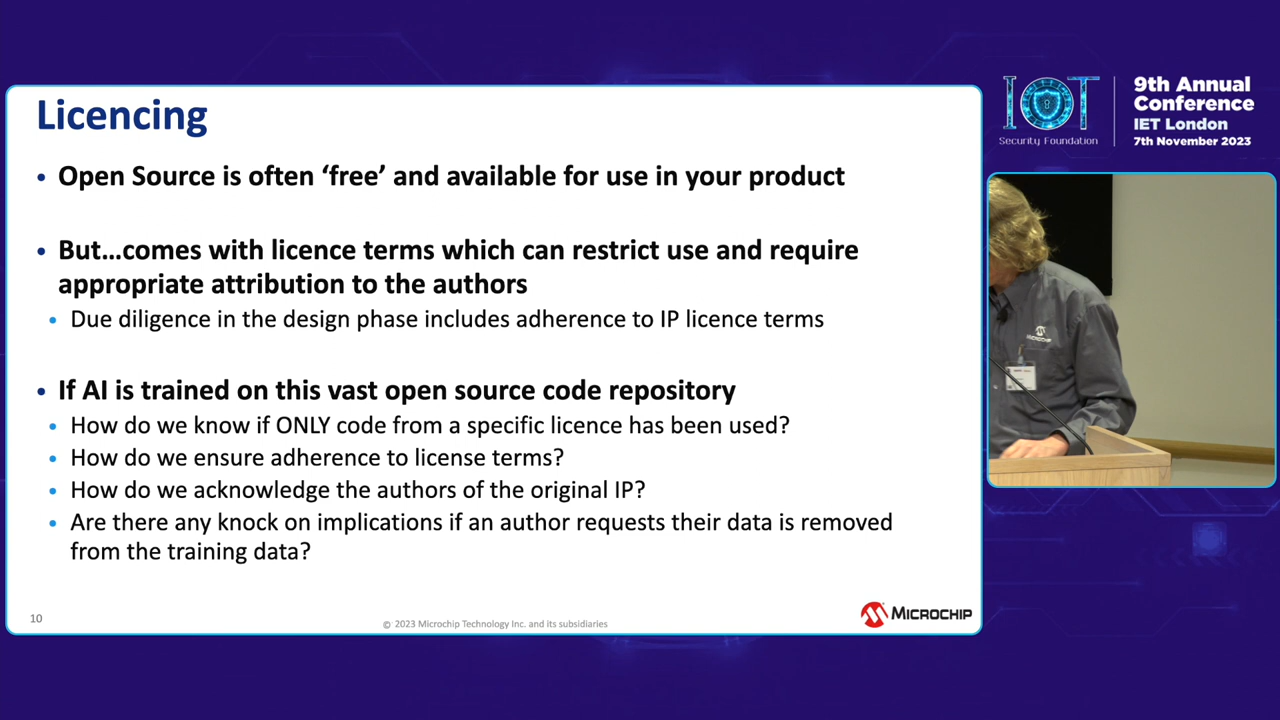 Licencing
• Open Source is often ‘free’ and available for use in your product
• But...comes with licence terms which can restrict use and require
appropriate attribution to the authors
• Due diligence in the design phase includes adherence to IP licence terms
• If AI is trained on this vast open source code repository
• How do we know if ONLY code from a specific licence has been used?
• How do we ensure adherence to license terms?
• How do we acknowledge the authors of the original IP?
• Are there any knock on implications if an author requests their data is removed
from the training data?
10
© 2023 Microchip Technology Inc. and its subsidiaries
MICROCHIP
IOT
Security Foundation
9th Annual
Conference
IET London
7th November 2023
MICROCHIP